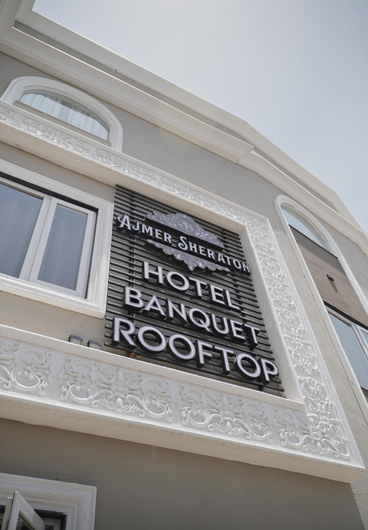 Ajmer Sheraton
HOTEL
BANQUET
ROOFTOP